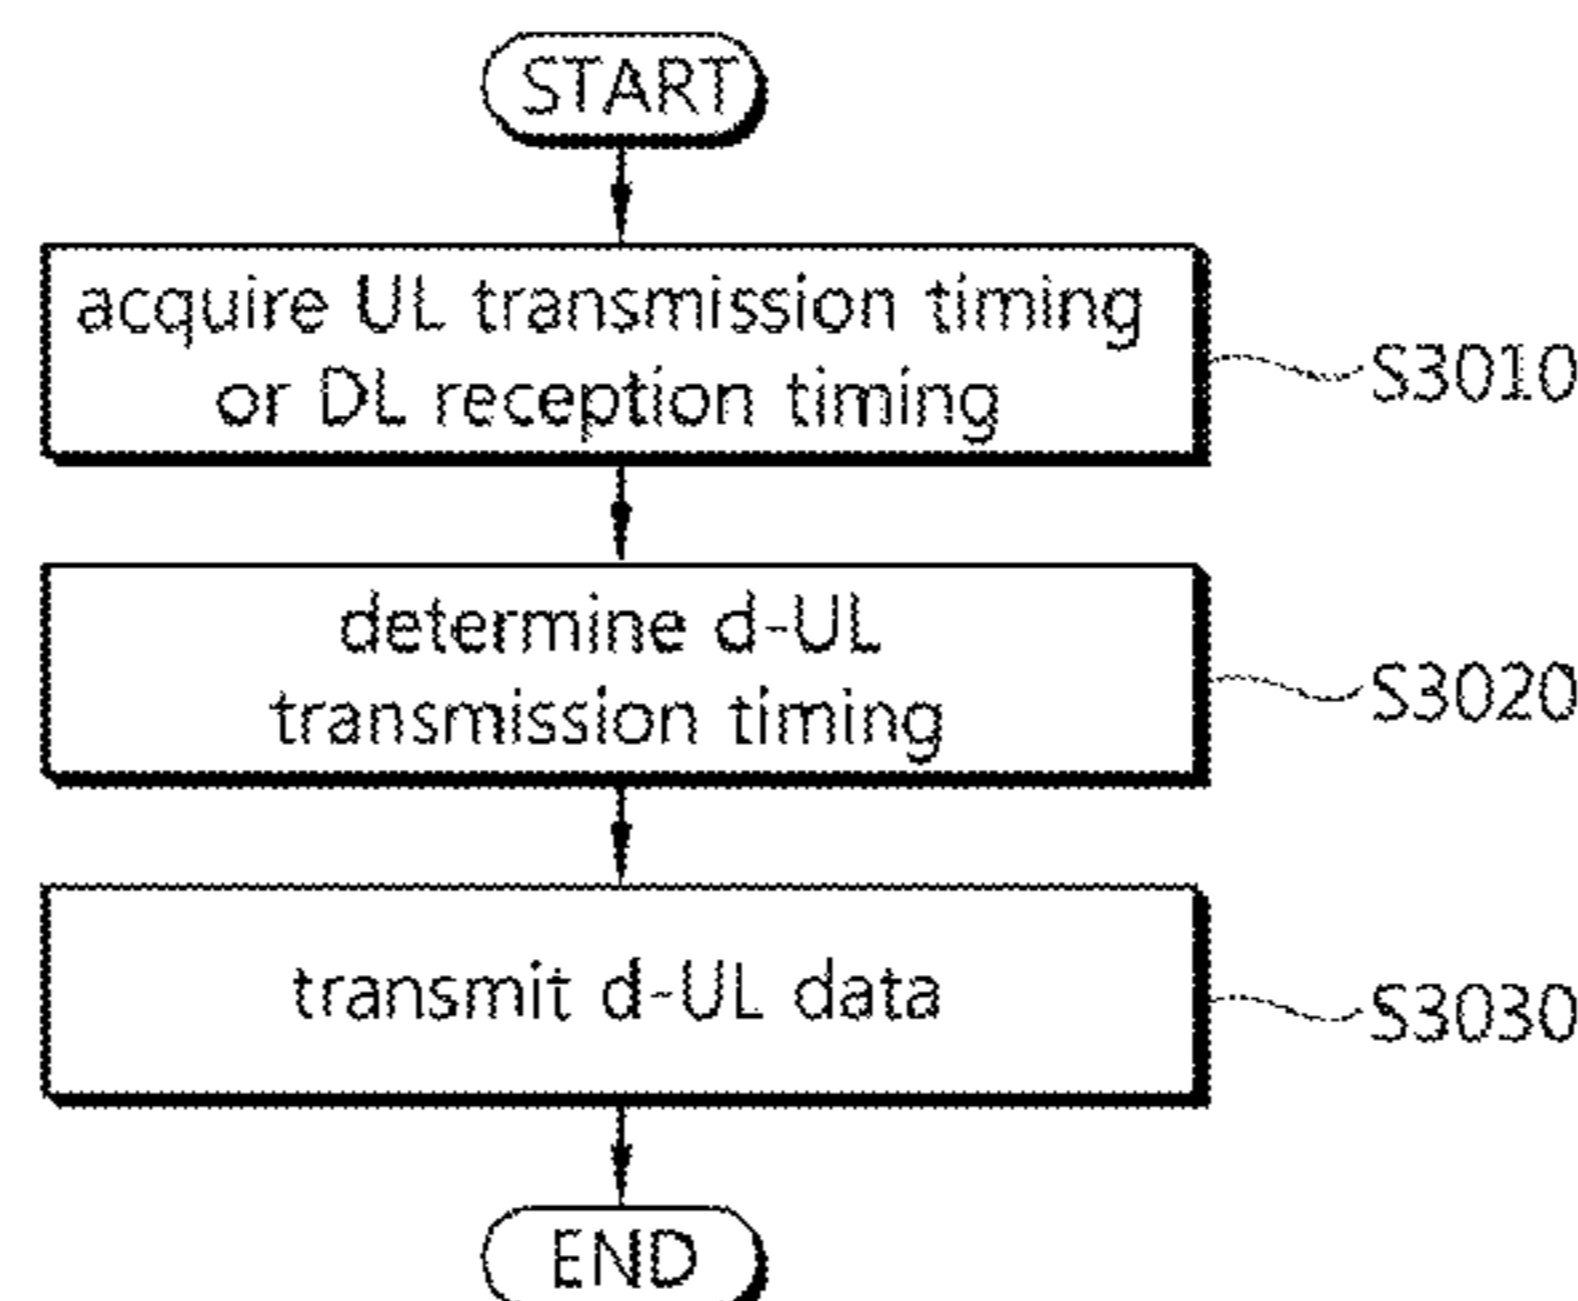 START
acquire UL transmission timing
or DL reception timing
S3010
determine d-UL
transmission timing
S3020
transmit d-UL data
S3030
END